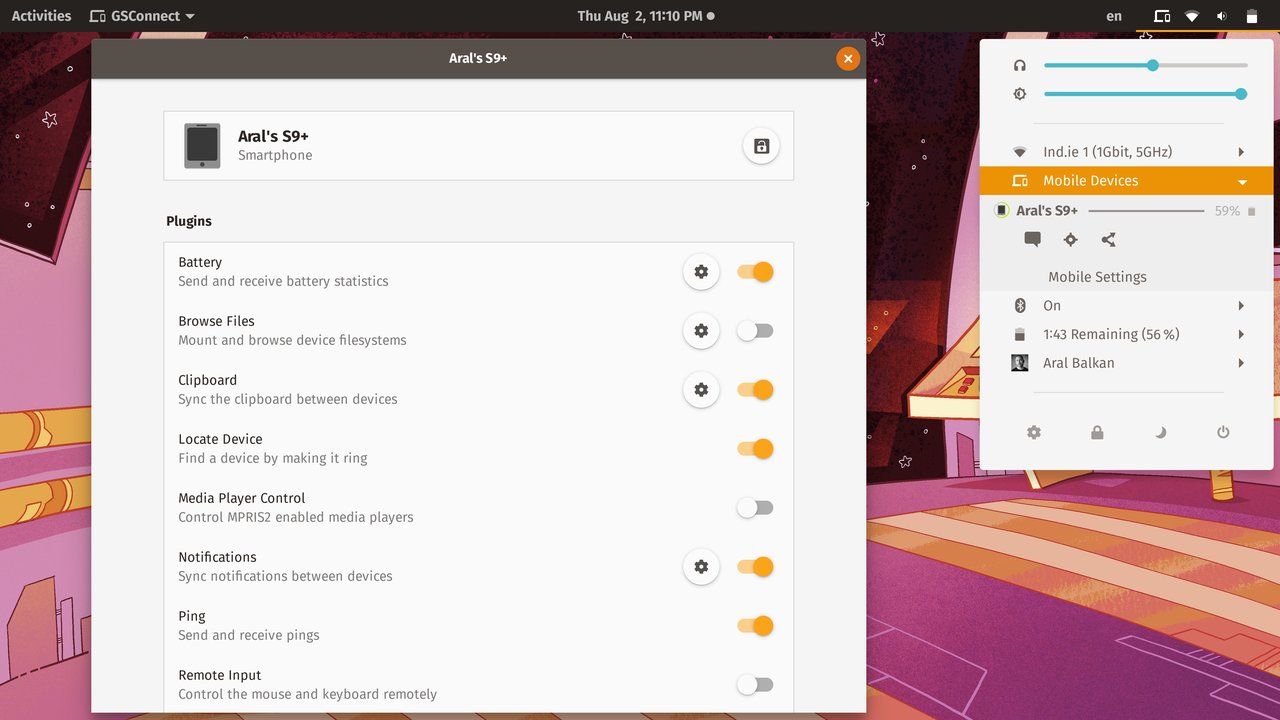 Activities
GSConnect
Thu Aug 2, 11:10 PM
en
Aral's S9+
Aral's S9+
Smartphone
Plugins
Battery
Send and receive battery statistics
Browse Files
Mount and browse device filesystems
Clipboard
Sync the clipboard between devices
Locate Device
Find a device by making it ring
Media Player Control
Control MPRIS2 enabled media players
Notifications
Sync notifications between devices
Ping
Send and receive pings
Remote Input
Control the mouse and keyboard remotely
Ind.ie 1 (1Gbit, 5GHz)
Mobile Devices
Aral's S9+ 59%
Mobile Settings
On
1:43 Remaining (56 %)
Aral Balkan